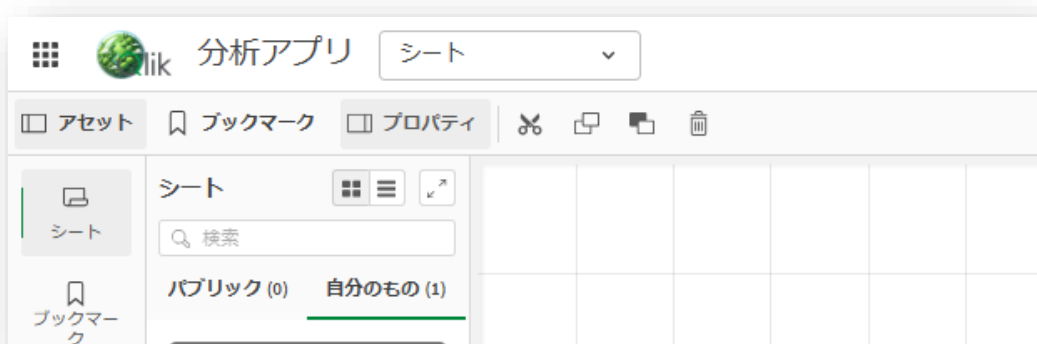 Qlik 分析アプリ シート
アセット ブックマーク プロパティ
シート
シート
検索
パブリック (0) 自分のもの (1)
ブックマー
ク